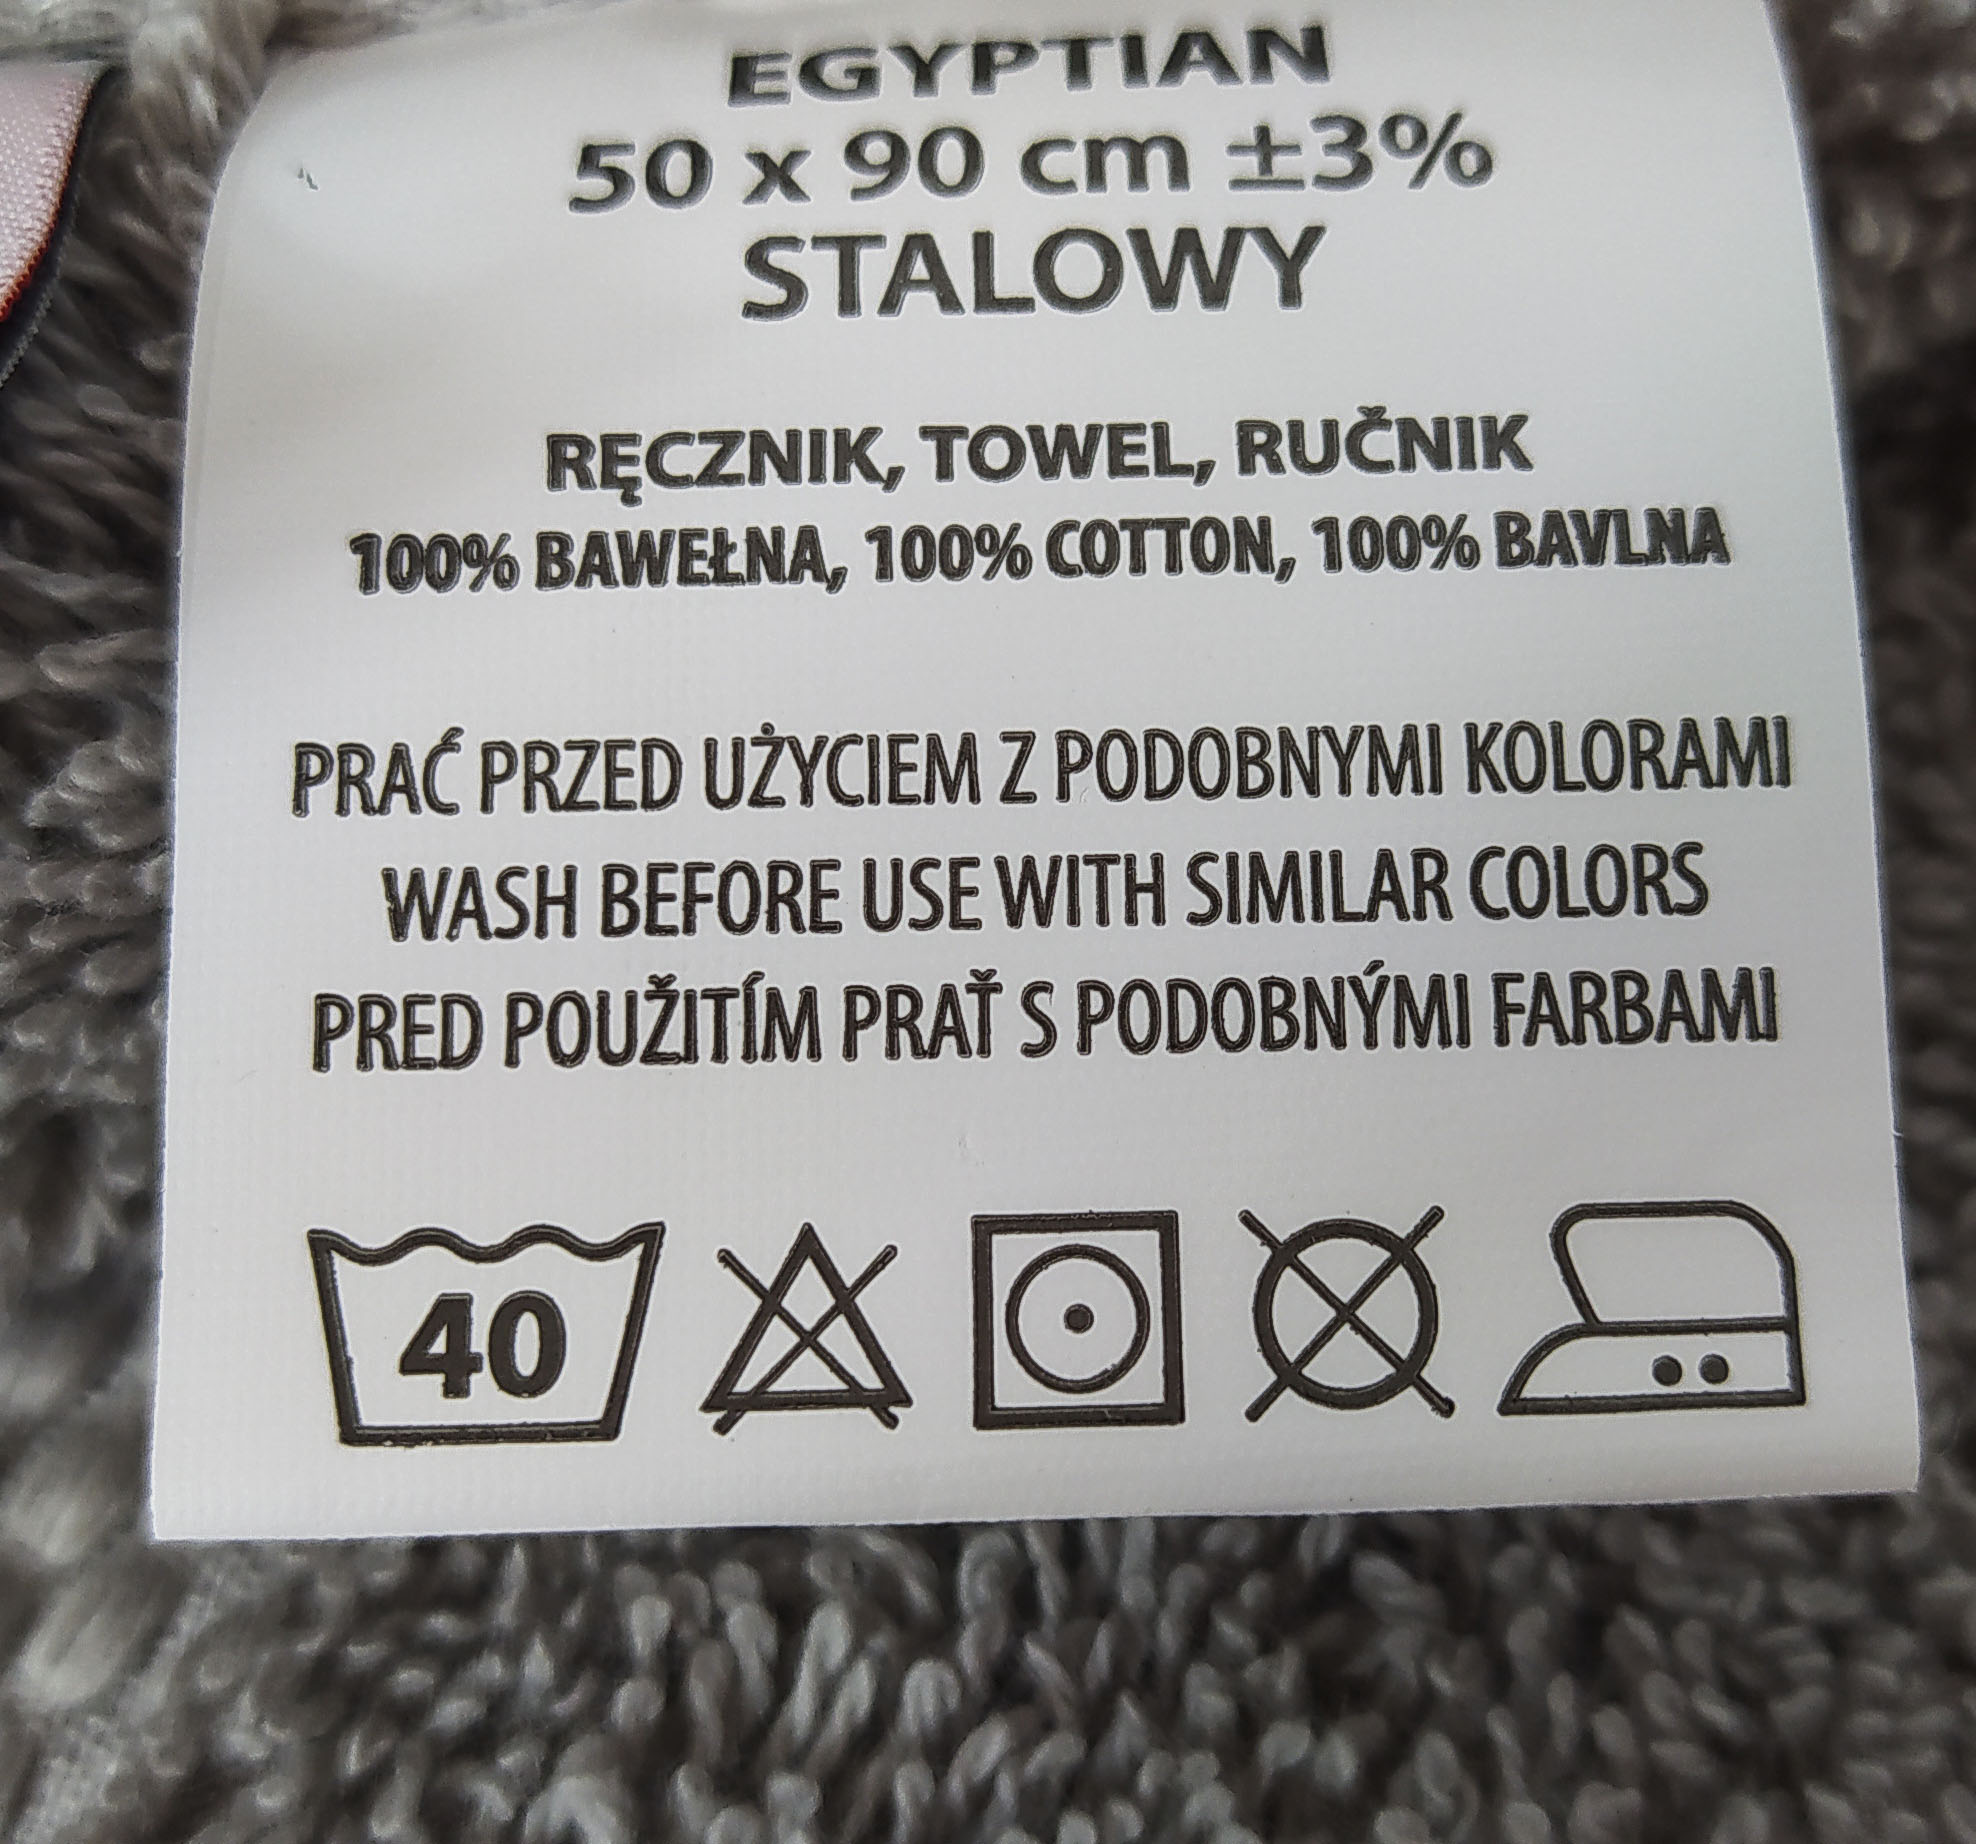 EGYPTIAN
50 x 90 cm ±3%
STALOWY
RĘCZNIK, TOWEL, RUČNIK
100% BAWEŁNA, 100% COTTON, 100% BAVLNA
PRAĆ PRZED UŻYCIEM Z PODOBNYMI KOLORAMI
WASH BEFORE USE WITH SIMILAR COLORS
PRED POUŽITÍM PRAŤ S PODOBNÝMI FARBAMI
40